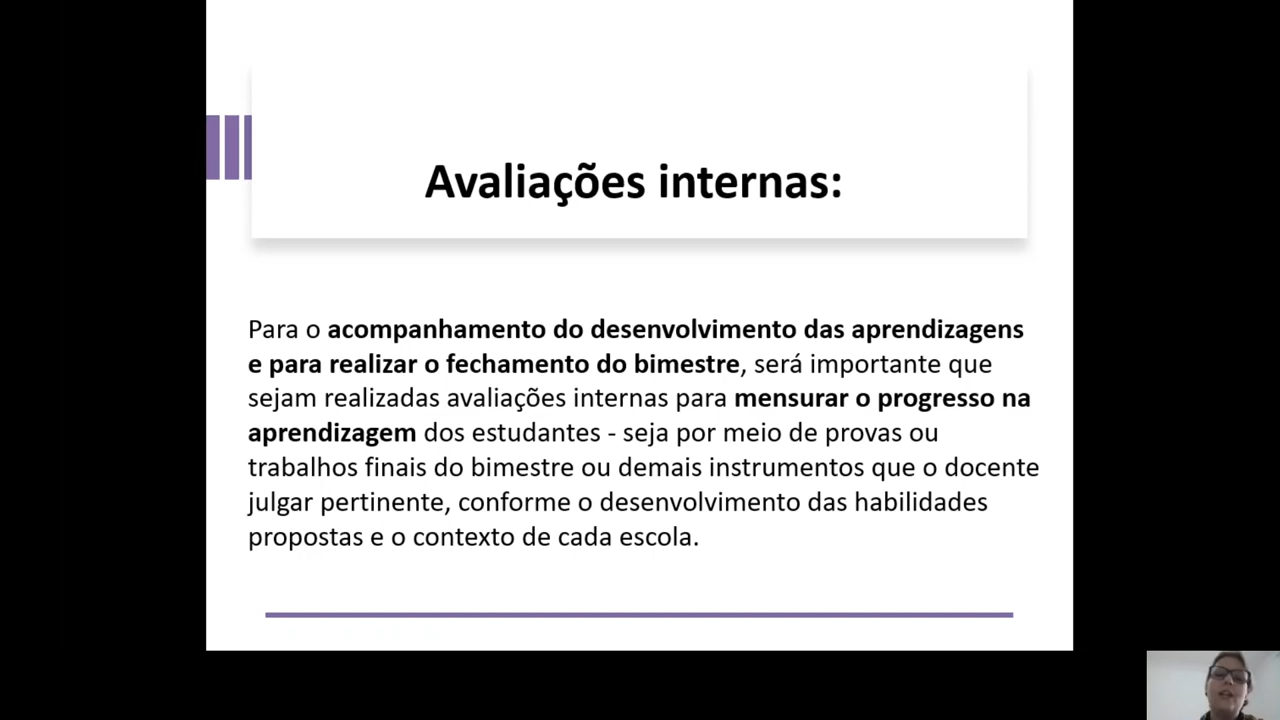 Avaliações internas:
Para o acompanhamento do desenvolvimento das aprendizagens
e para realizar o fechamento do bimestre, será importante que
sejam realizadas avaliações internas para mensurar o progresso na
aprendizagem dos estudantes - seja por meio de provas ou
trabalhos finais do bimestre ou demais instrumentos que o docente
julgar pertinente, conforme o desenvolvimento das habilidades
propostas e o contexto de cada escola.